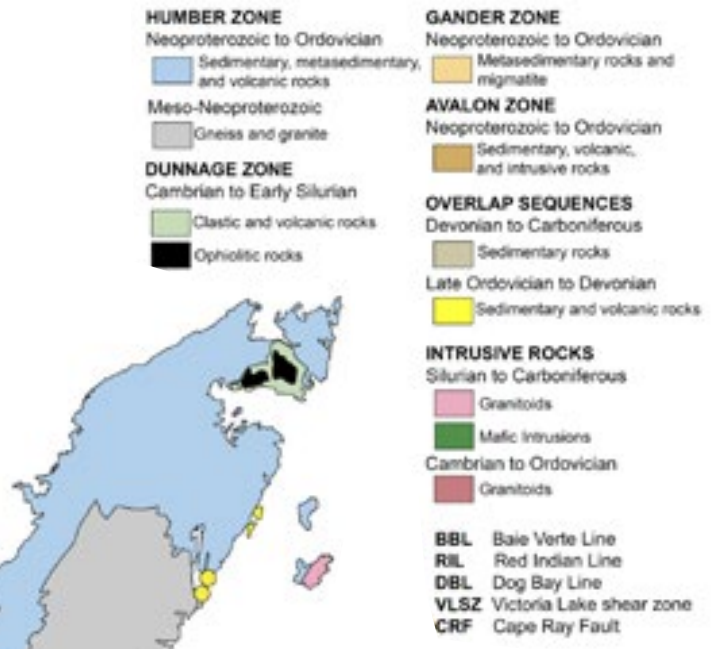 HUMBER ZONE
Neoproterozoic to Ordovician
Sedimentary, metasedimentary,
and volcanic rocks
Meso-Neoproterozoic
Gneiss and granite
DUNNAGE ZONE
Cambrian to Early Silurian
Clastic and volcanic rocks
Ophiolitic rocks
GANDER ZONE
Neoproterozoic to Ordovician
Metasedimentary rocks and
migmatite
AVALON ZONE
Neoproterozoic to Ordovician
Sedimentary, volcanic,
and intrusive rocks
OVERLAP SEQUENCES
Devonian to Carboniferous
Sedimentary rocks
Late Ordovician to Devonian
Sedimentary and volcanic rocks
INTRUSIVE ROCKS
Silurian to Carboniferous
Granitoids
Mafic Intrusions
Cambrian to Ordovician
Granitoids
BBL Baie Verte Line
RIL Red Indian Line
DBL Dog Bay Line
VLSZ Victoria Lake shear zone
CRF Cape Ray Fault